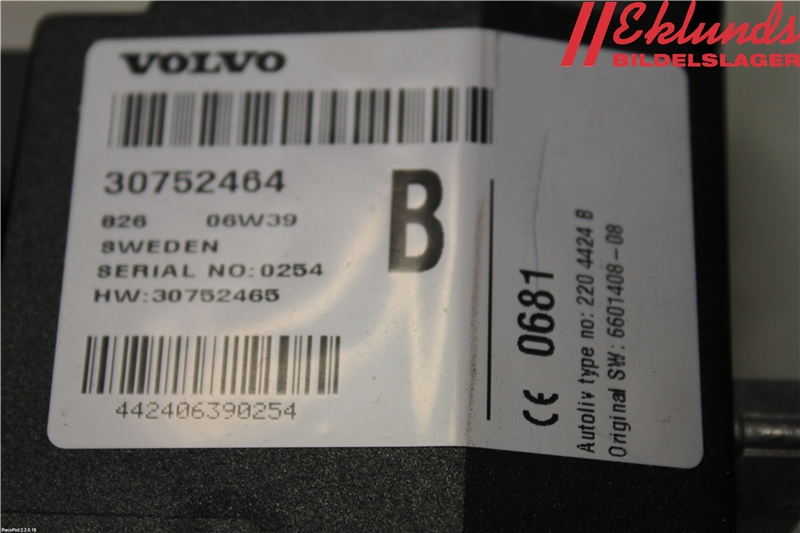 Eklunds
BILDELSLAGER
VOLVO
30752464
B
826 06W39
SWEDEN
SERIAL NO:0254
HW:30752465
442406390254
CE 0681
Autoliv type no: 220 4424 B
Original SW: 6601408-08